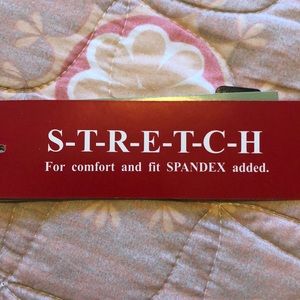 S-T-R-E-T-C-H
For comfort and fit SPANDEX added.